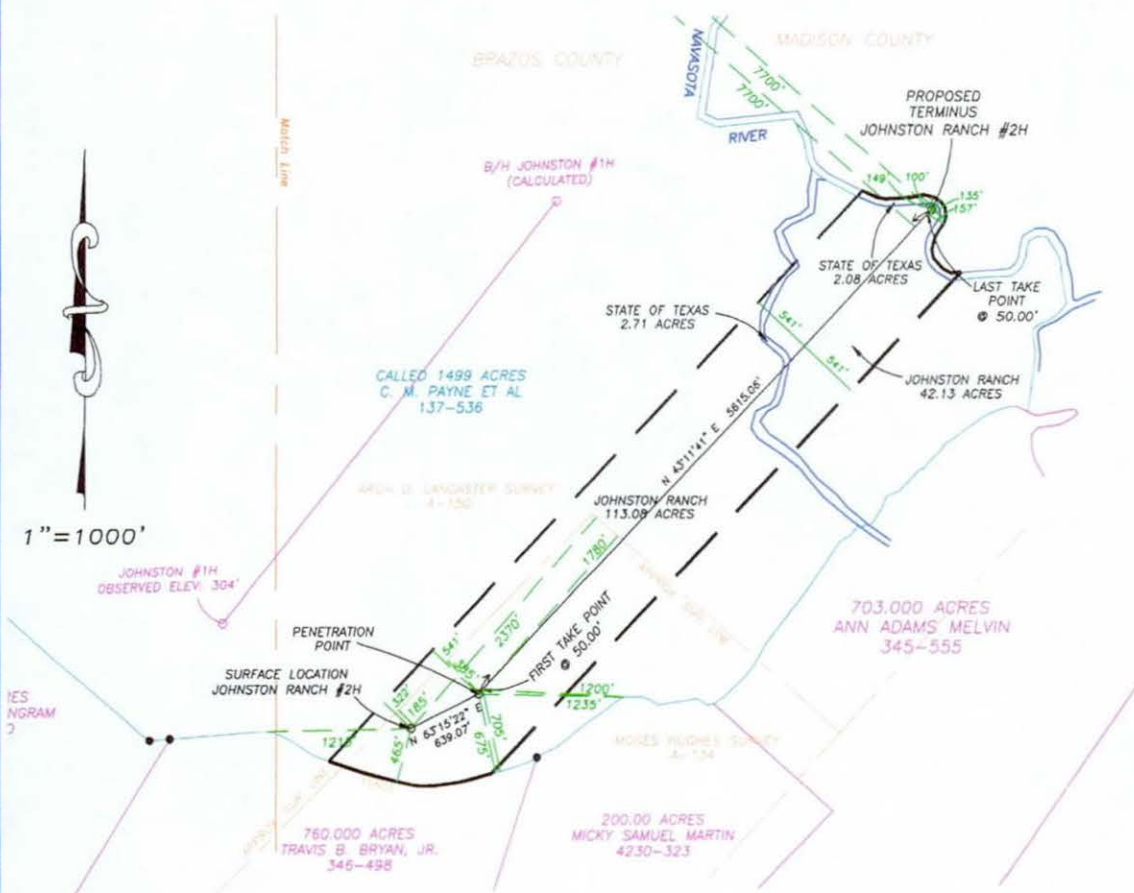 BRAZOS COUNTY
MADISON COUNTY
NAVASOTA
RIVER
7700'
7700'
PROPOSED
TERMINUS
JOHNSTON RANCH #2H
Match Line
B/H JOHNSTON #1H
(CALCULATED)
149'
100'
135'
157'
STATE OF TEXAS
2.08 ACRES
LAST TAKE
POINT
@ 50.00'
STATE OF TEXAS
2.71 ACRES
541'
541'
JOHNSTON RANCH
42.13 ACRES
CALLED 1499 ACRES
C. M. PAYNE ET AL
137-536
N 43°11'41" E 5615.06'
LANCASTER SURVEY
A-150
JOHNSTON RANCH
113.08 ACRES
1"=1000'
1780'
2370'
JOHNSTON #1H
OBSERVED ELEV: 304'
703.000 ACRES
ANN ADAMS MELVIN
345-555
PENETRATION
POINT
541'
FIRST TAKE POINT
@ 50.00'
SURFACE LOCATION
JOHNSTON RANCH #2H
322'
185'
1200'
1235'
N 63°15'22" E
639.07'
705'
675'
465'
NGRAM
MOSES HUGHES SURVEY
760.000 ACRES
TRAVIS B. BRYAN, JR.
346-498
200.00 ACRES
MICKY SAMUEL MARTIN
4230-323